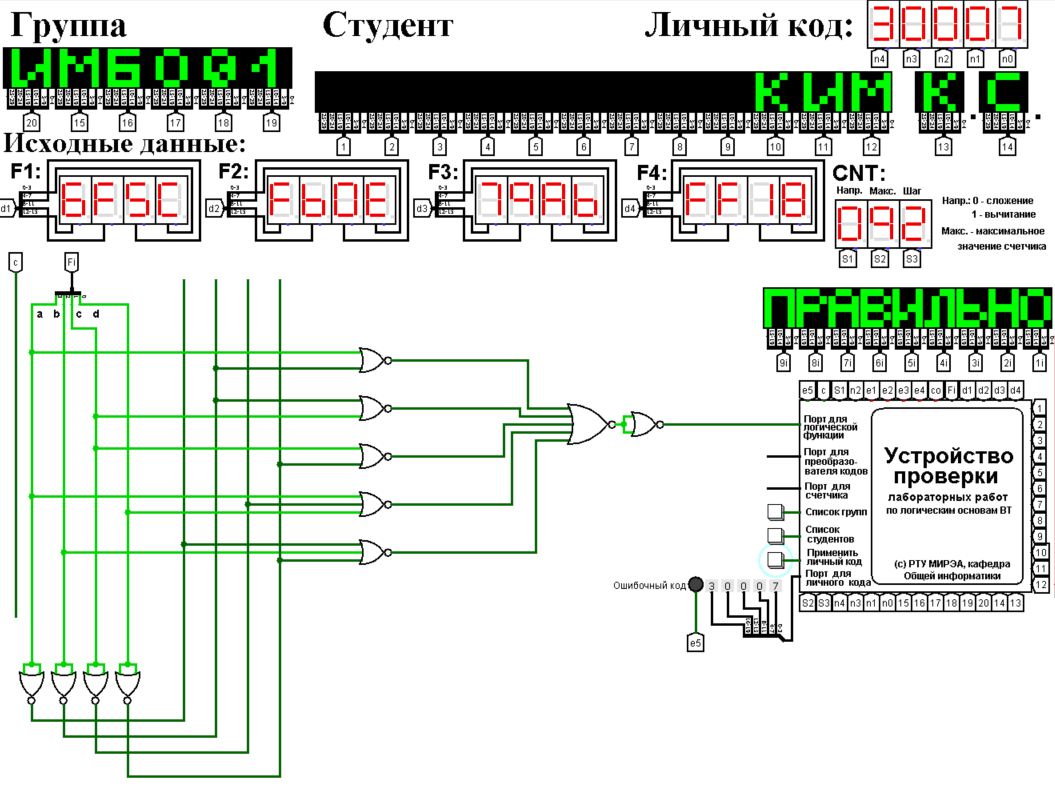 Группа Студент Личный код: 30007
n4 n3 n2 n1 n0
ИМБО01 КИМ К. С.
20 15 16 17 18 19
1 2 3 4 5 6 7 8 9 10 11 12 13 14
Исходные данные:
F1: 6F5C F2: Fb0E F3: 79Ab F4: FF18 CNT:
d1 d2 d3 d4
Напр. Макс. Шаг
092
S1 S2 S3
Напр.: 0 - сложение
1 - вычитание
Макс. - максимальное
значение счетчика
c Fi
a b c d
ПРАВИЛЬНО
9i 8i 7i 6i 5i 4i 3i 2i 1i
e5 c S1 n2 e1 e2 e3 e4 co Fi d1 d2 d3 d4
Порт для
логической
функции
Порт для
преобразо-
вателя кодов
Порт для
счетчика
Список групп
Список
студентов
Применить
личный код
Порт для
личного кода
Устройство
проверки
лабораторных работ
по логическим основам ВТ
(c) РТУ МИРЭА, кафедра
Общей информатики
1
2
3
4
5
6
7
8
9
10
11
12
Ошибочный код 3 0 0 0 7
e5
S2 S3 n4 n3 n1 n0 15 16 17 18 19 20 14 13